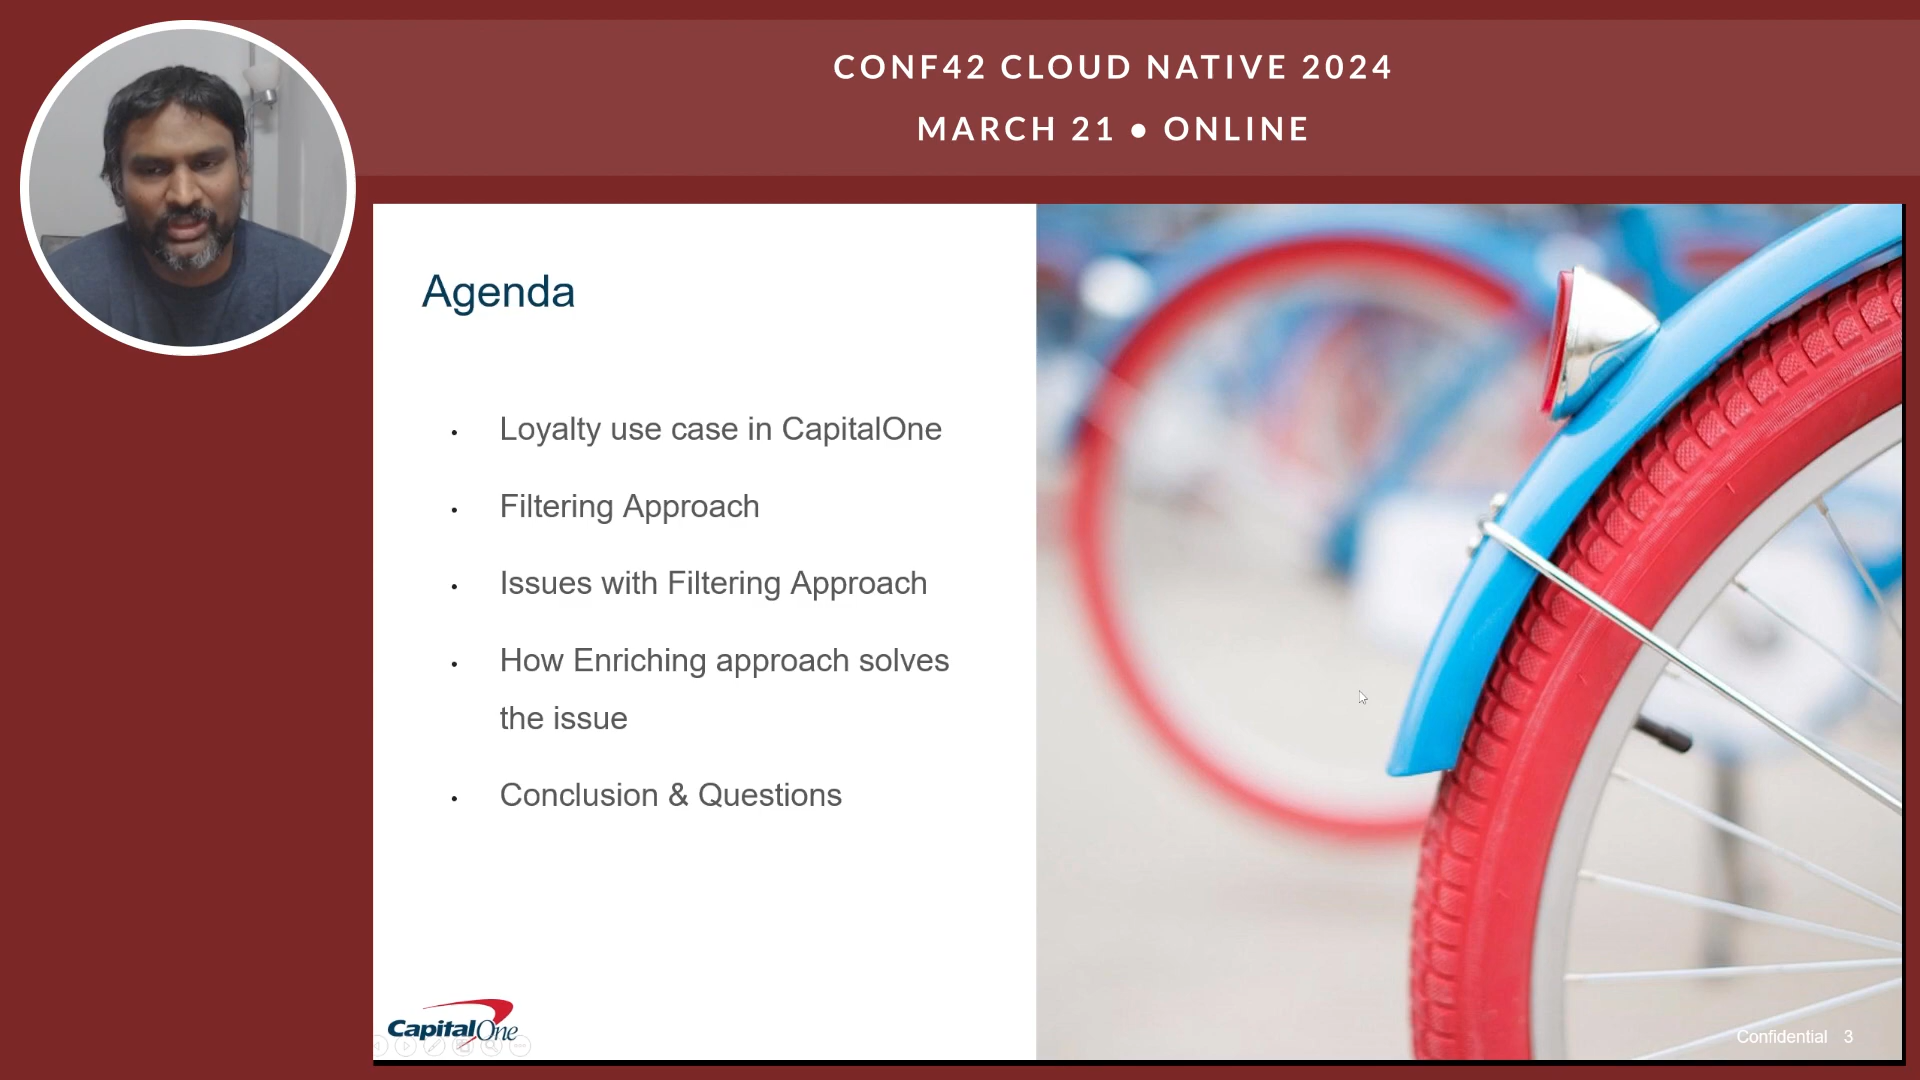 CONF42 CLOUD NATIVE 2024
MARCH 21 ● ONLINE
Agenda
• Loyalty use case in CapitalOne
• Filtering Approach
• Issues with Filtering Approach
• How Enriching approach solves
the issue
• Conclusion & Questions
CapitalOne
Confidential 3